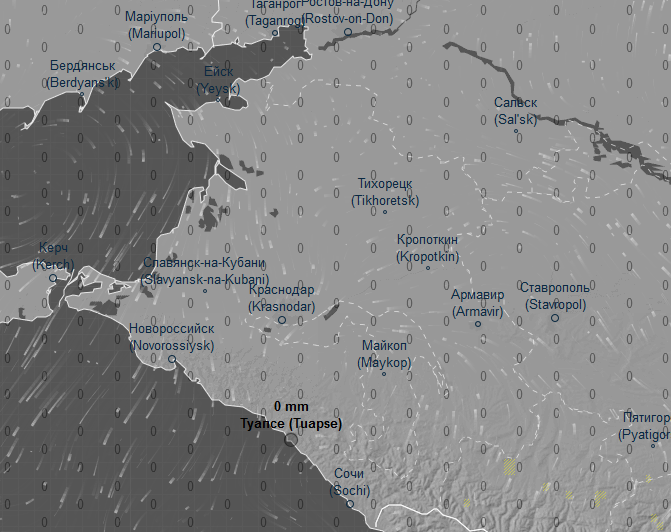 Маріуполь
(Mariupol)
Таганрог
(Taganrog)
Ростов-на-Дону
(Rostov-on-Don)
Бердянськ
(Berdyans'k)
Ейск
(Yeysk)
Сальск
(Sal'sk)
Тихорецк
(Tikhoretsk)
Кропоткин
(Kropotkin)
Керч
(Kerch)
Славянск-на-Кубани
(Slavyansk-na-Kubani)
Краснодар
(Krasnodar)
Армавир
(Armavir)
Ставрополь
(Stavropol)
Новороссийск
(Novorossiysk)
Майкоп
(Maykop)
0 mm
Туапсе (Tuapse)
Пятигор
(Pyatigor
Сочи
(Sochi)